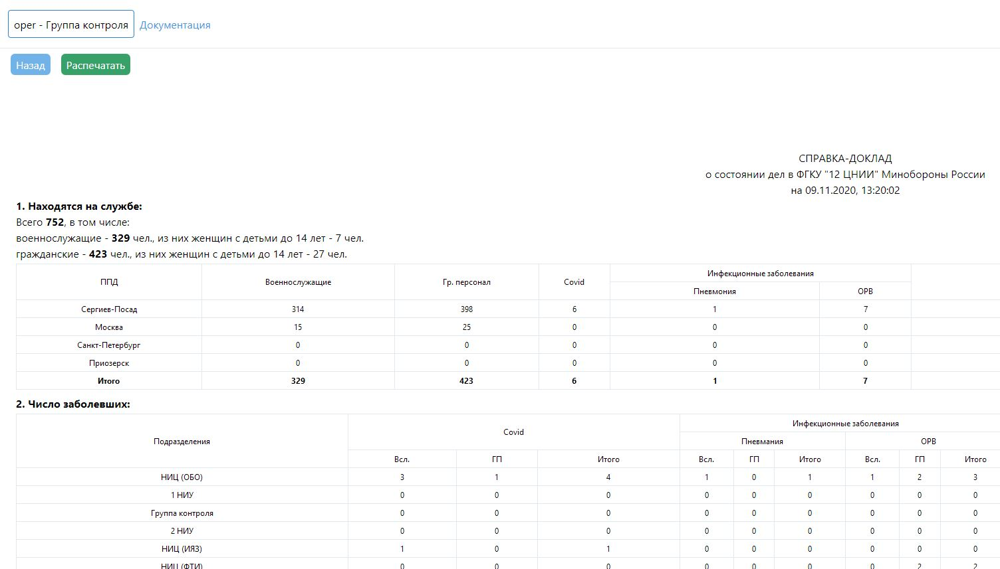 oper - Группа контроля Документация
Назад Распечатать
СПРАВКА-ДОКЛАД
о состоянии дел в ФГКУ "12 ЦНИИ" Минобороны России
на 09.11.2020, 13:20:02
1. Находятся на службе:
Всего 752, в том числе:
военнослужащие - 329 чел., из них женщин с детьми до 14 лет - 7 чел.
гражданские - 423 чел., из них женщин с детьми до 14 лет - 27 чел.
ППД Военнослужащие Гр. персонал Covid Инфекционные заболевания
Пневмония ОРВ
Сергиев-Посад 314 398 6 1 7
Москва 15 25 0 0 0
Санкт-Петербург 0 0 0 0 0
Приозерск 0 0 0 0 0
Итого 329 423 6 1 7
2. Число заболевших:
Подразделения Covid Инфекционные заболевания
Пневмания ОРВ
Всл. ГП Итого Всл. ГП Итого Всл. ГП Итого
НИЦ (ОБО) 3 1 4 1 0 1 1 2 3
1 НИУ 0 0 0 0 0 0 0 0 0
Группа контроля 0 0 0 0 0 0 0 0 0
2 НИУ 0 0 0 0 0 0 0 0 0
НИЦ (ИЯЗ) 1 0 1 0 0 0 0 0 0
НИЦ (ФТИ) 0 0 0 0 0 0 0 2 2